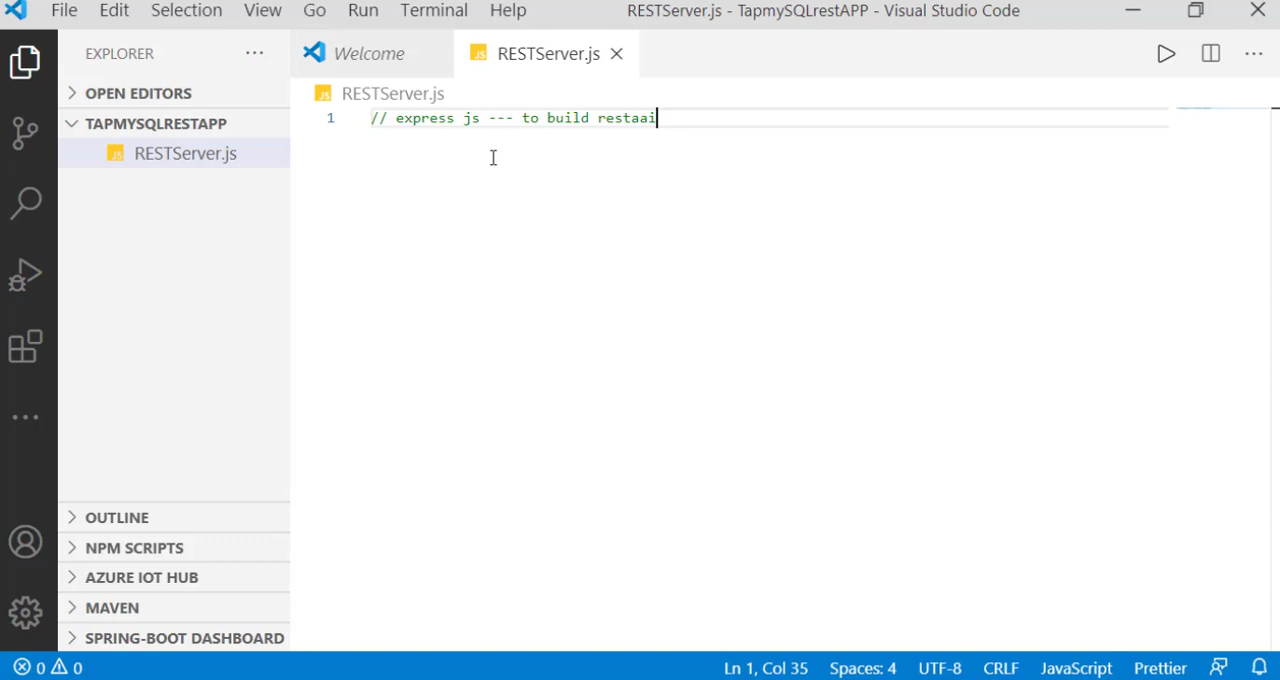 File Edit Selection View Go Run Terminal Help RESTServer.js - TapmySQLrestAPP - Visual Studio Code
EXPLORER ··· Welcome RESTServer.js
OPEN EDITORS RESTServer.js
TAPMYSQLRESTAPP 1 // express js --- to build restaai
RESTServer.js
OUTLINE
NPM SCRIPTS
AZURE IOT HUB
MAVEN
SPRING-BOOT DASHBOARD
0 0 Ln 1, Col 35 Spaces: 4 UTF-8 CRLF JavaScript Prettier